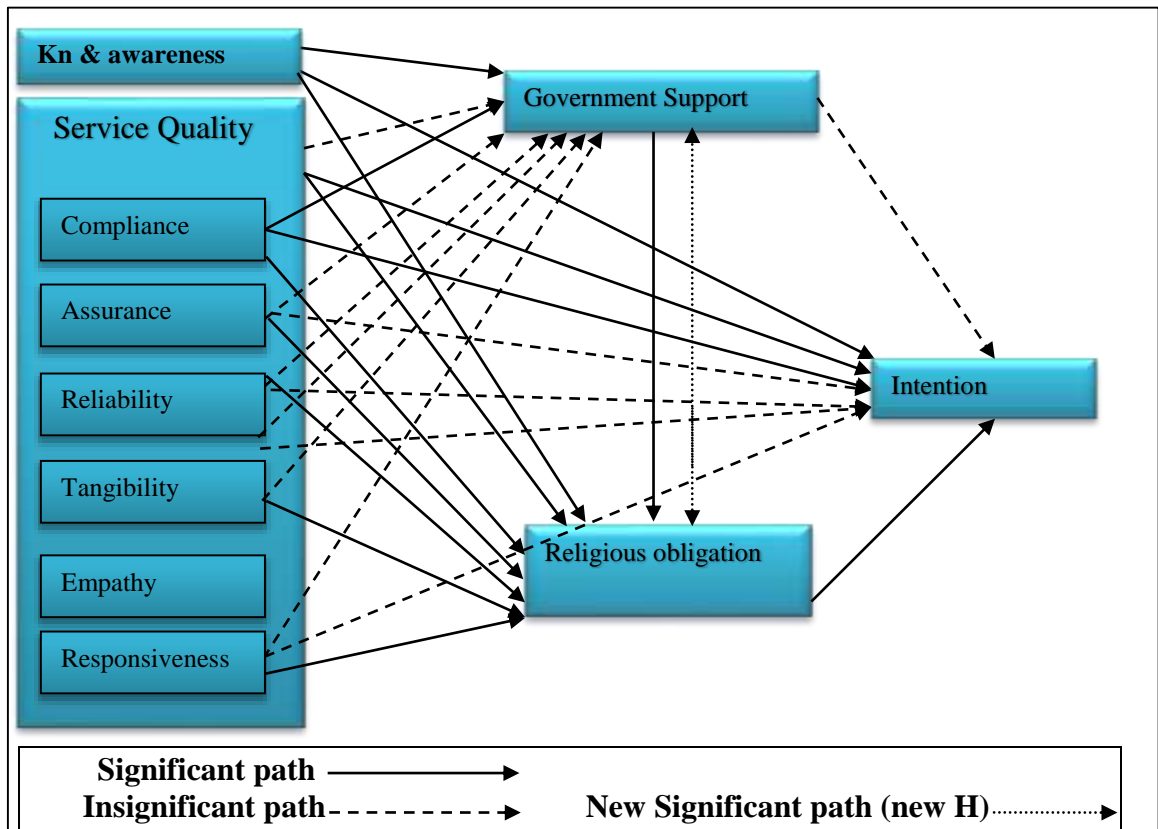 Kn & awareness
Service Quality
Compliance
Assurance
Reliability
Tangibility
Empathy
Responsiveness
Government Support
Religious obligation
Intention
Significant path
Insignificant path
New Significant path (new H)